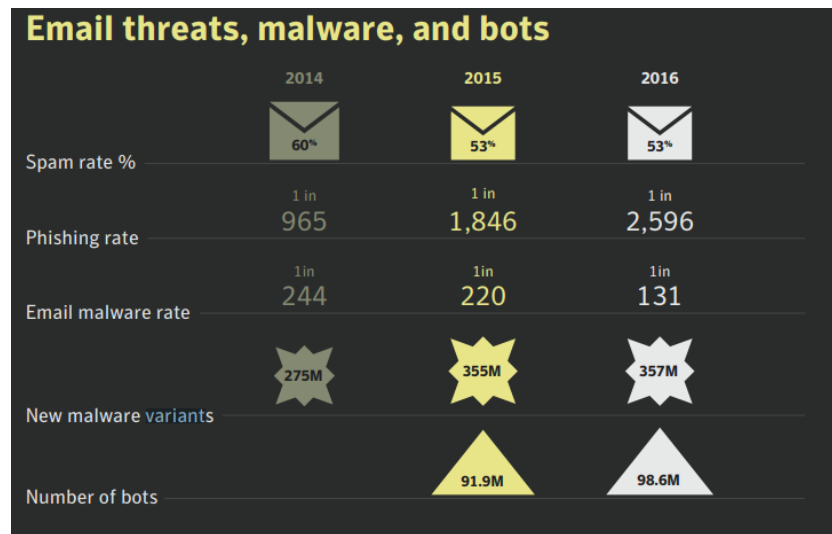 Email threats, malware, and bots
2014 2015 2016
60% 53% 53%
Spam rate %
1 in 1 in 1 in
965 1,846 2,596
Phishing rate
1in 1in 1in
244 220 131
Email malware rate
275M 355M 357M
New malware variants
91.9M 98.6M
Number of bots